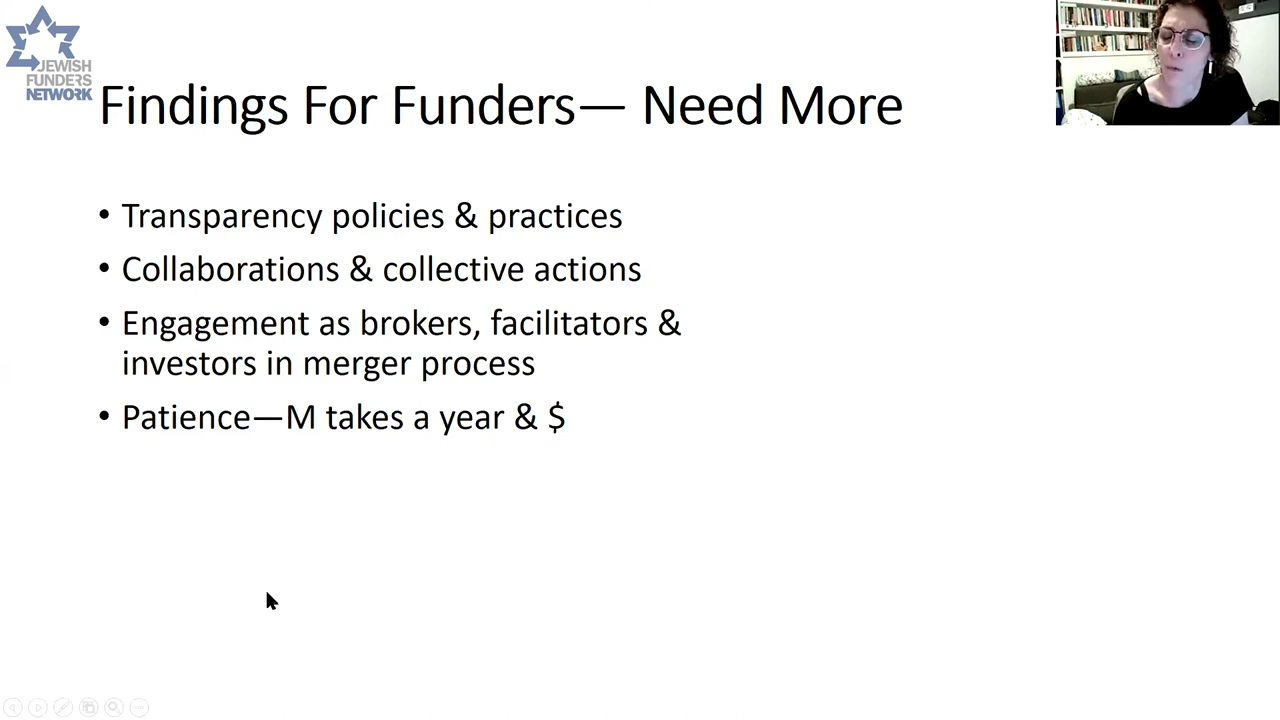 JEWISH
FUNDERS
NETWORK
Findings For Funders— Need More
• Transparency policies & practices
• Collaborations & collective actions
• Engagement as brokers, facilitators &
investors in merger process
• Patience—M takes a year & $